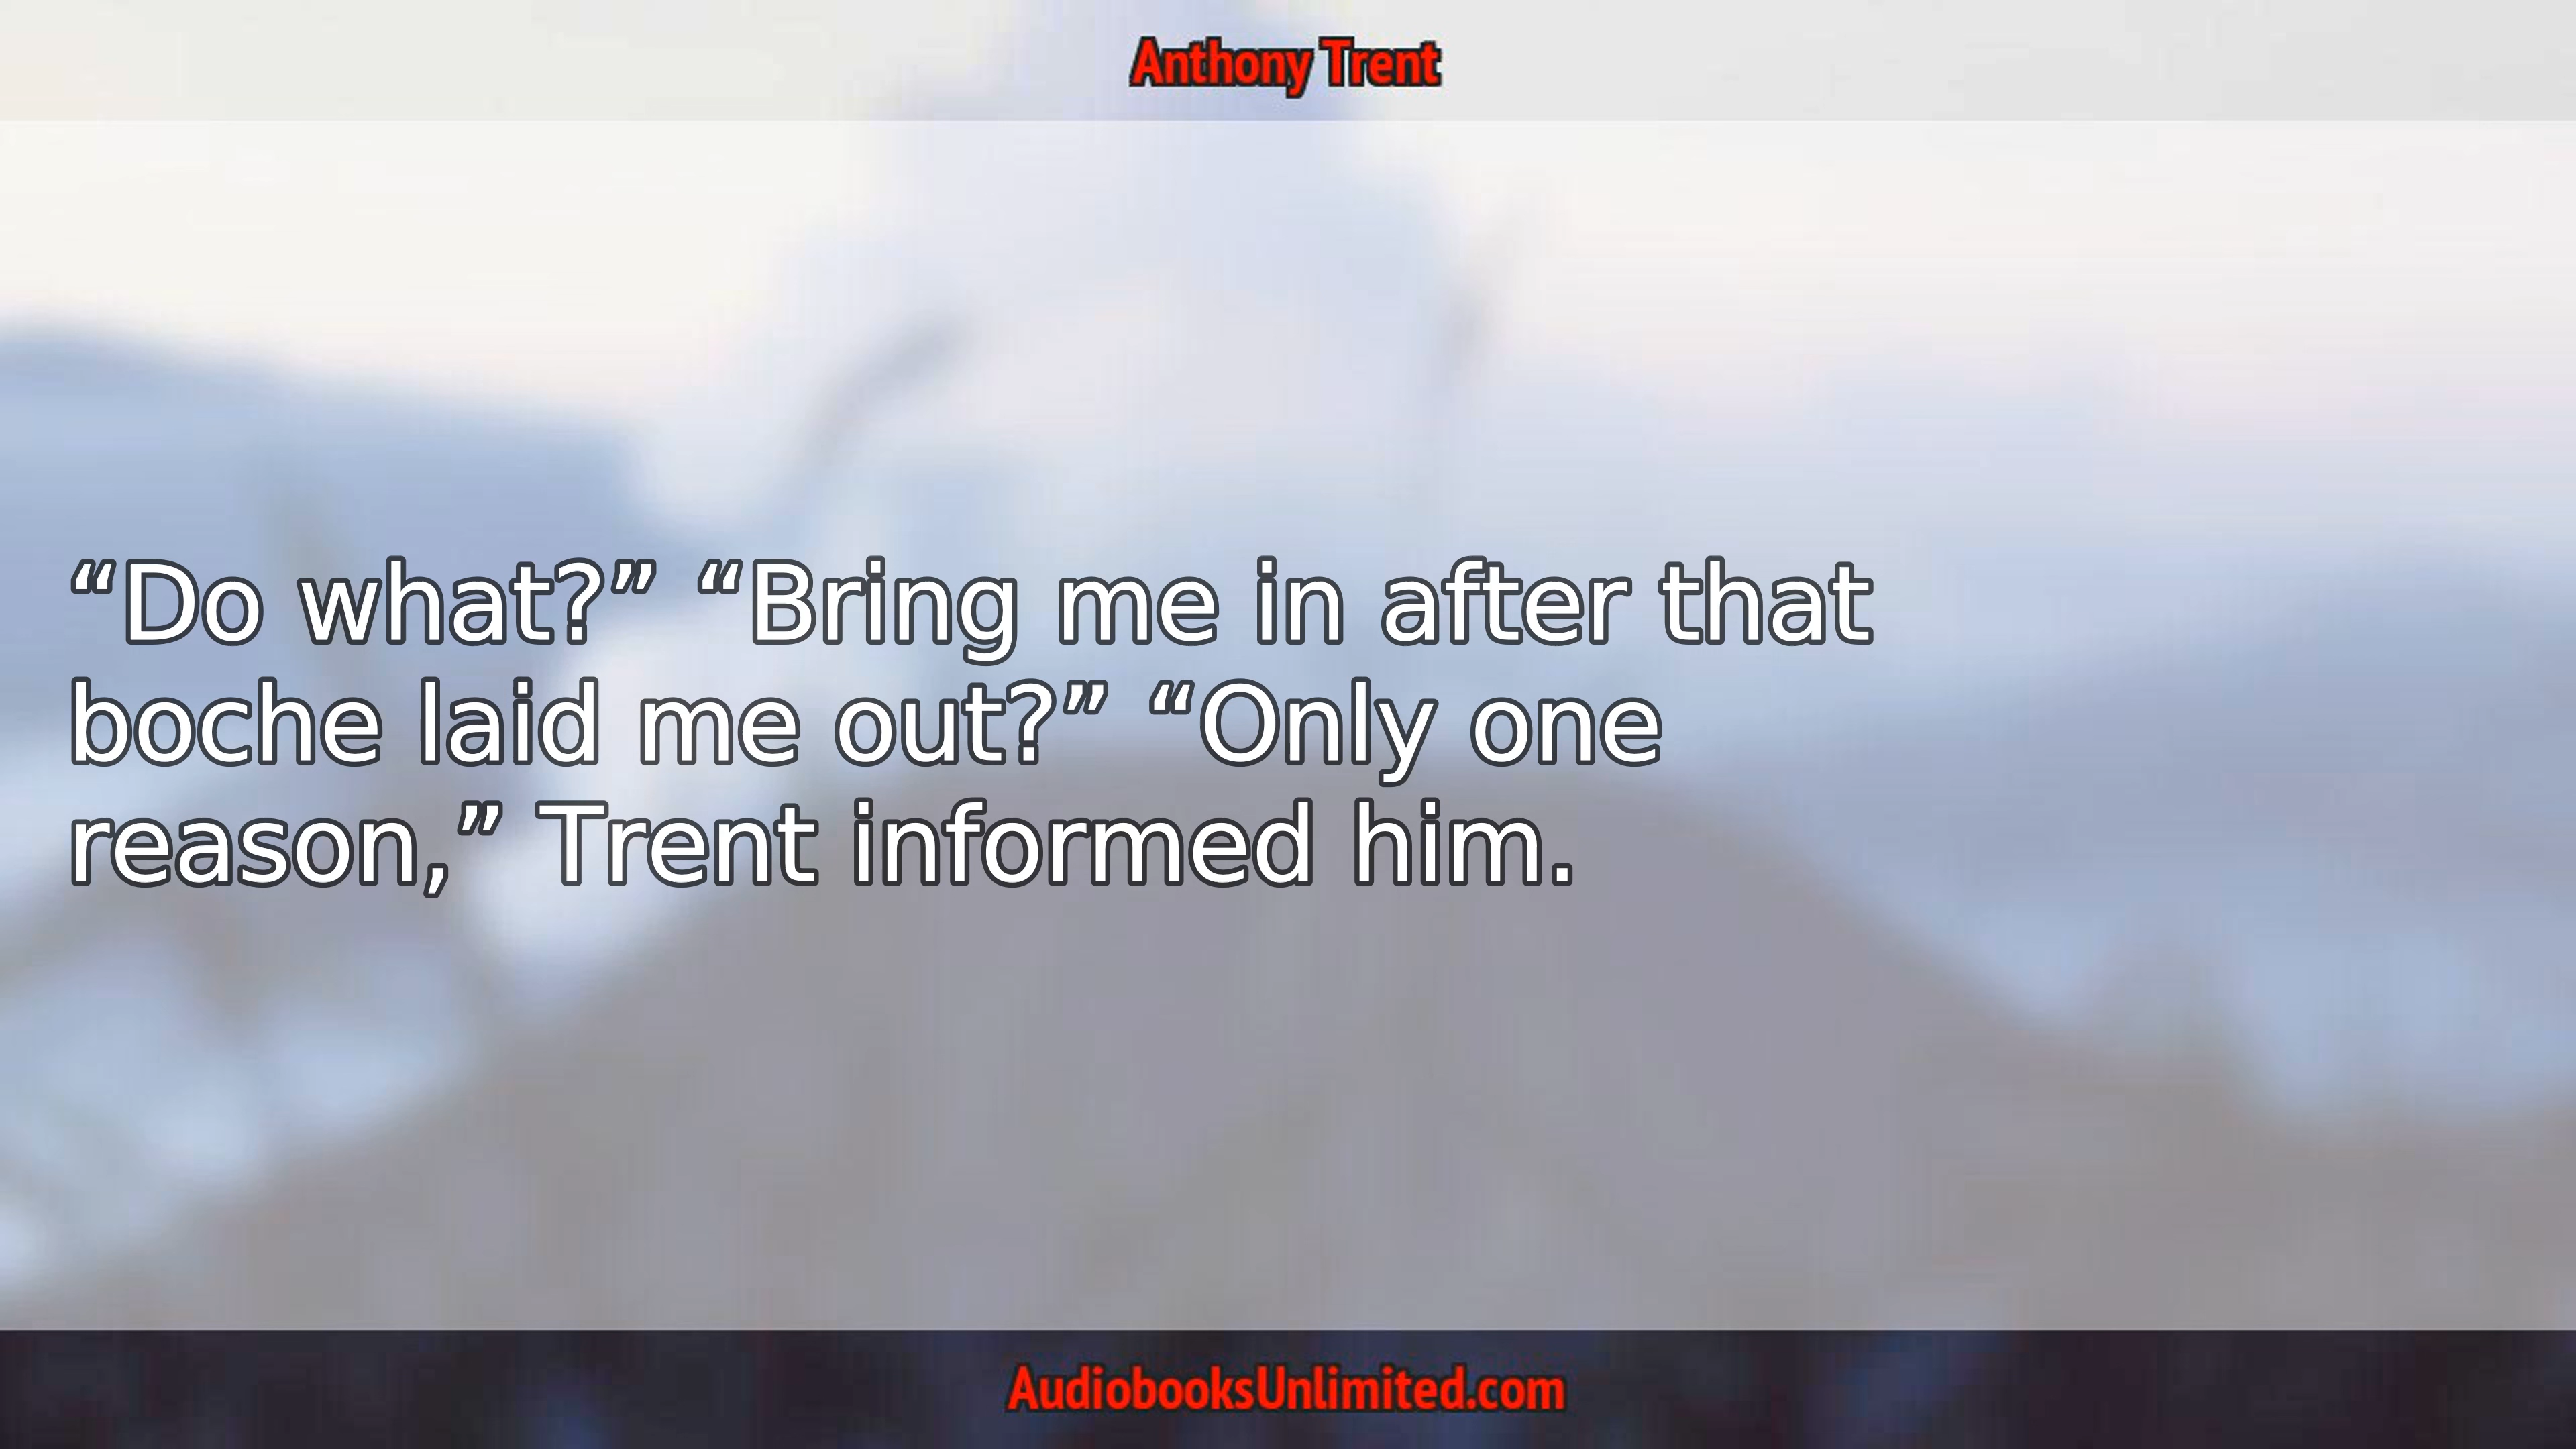 Anthony Trent
“Do what?” “Bring me in after that
boche laid me out?” “Only one
reason,” Trent informed him.
AudiobooksUnlimited.com